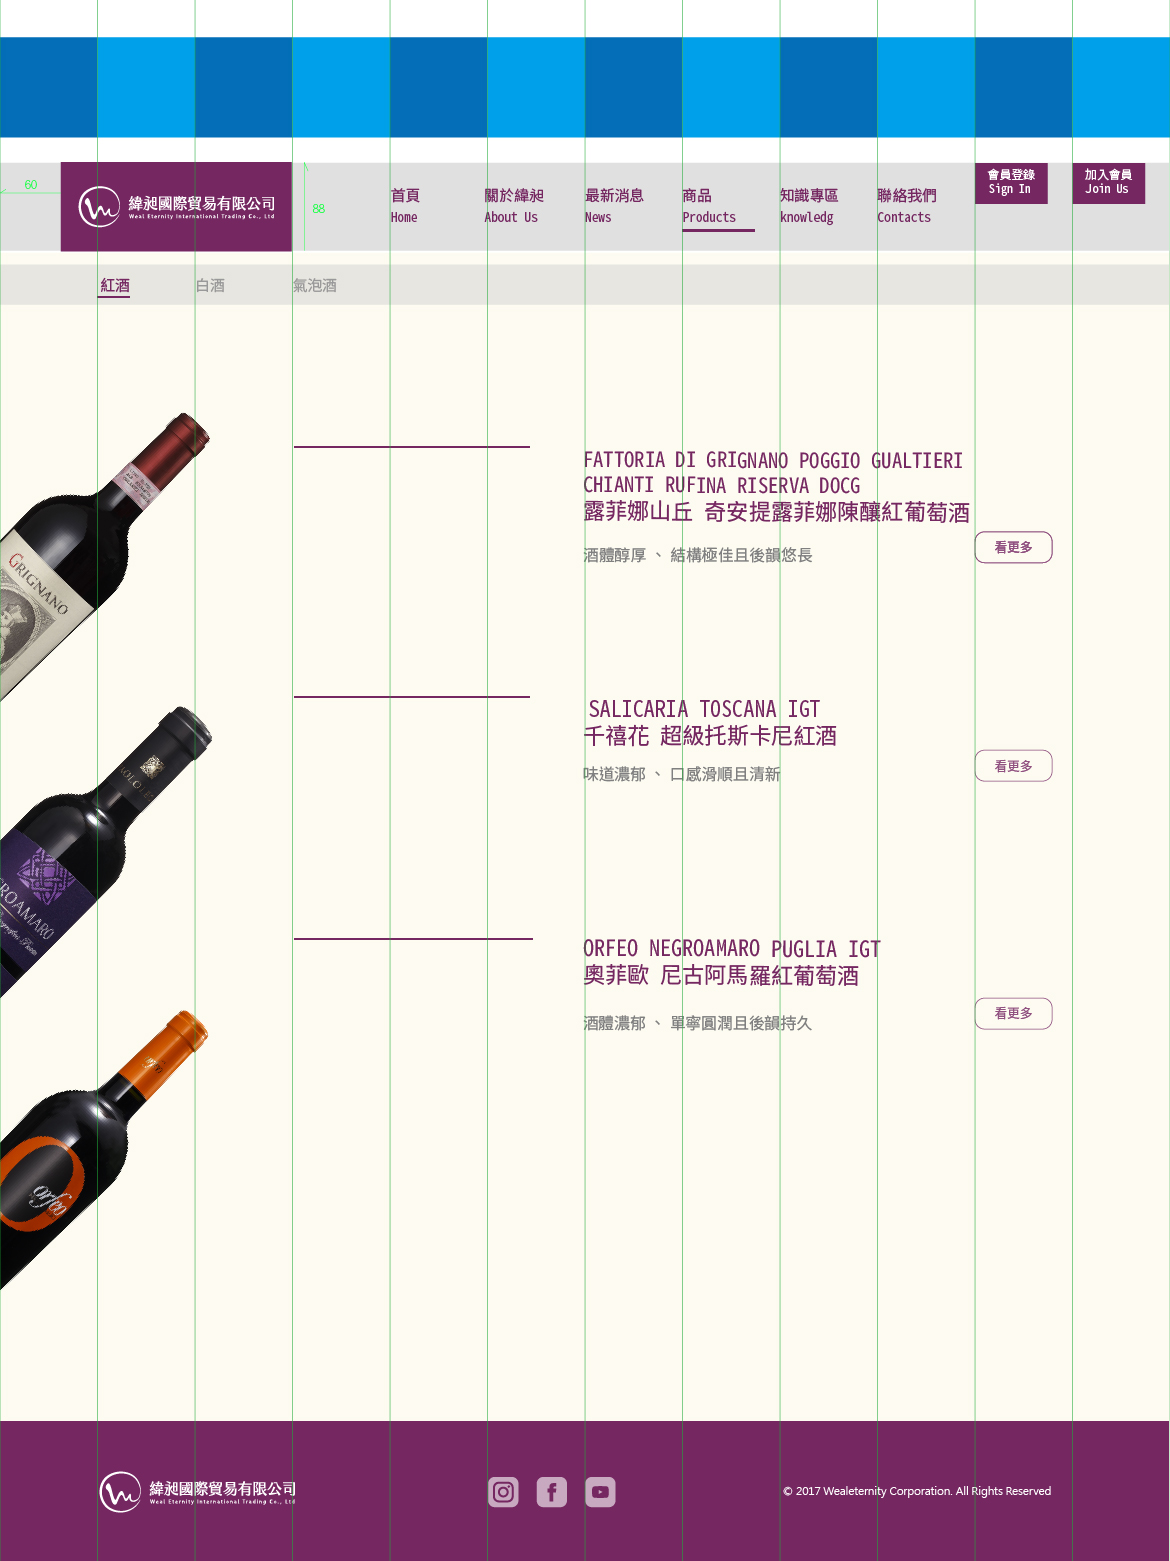 60
緯昶國際貿易有限公司
Weal Eternity International Trading Co., Ltd
88
首頁
Home
關於緯昶
About Us
最新消息
News
商品
Products
知識專區
knowledg
聯絡我們
Contacts
會員登錄
Sign In
加入會員
Join Us
紅酒
白酒
氣泡酒
GRIGNANO
FATTORIA DI GRIGNANO POGGIO GUALTIERI
CHIANTI RUFINA RISERVA DOCG
露菲娜山丘 奇安提露菲娜陳釀紅葡萄酒
酒體醇厚 、 結構極佳且後韻悠長
看更多
SALICARIA TOSCANA IGT
千禧花 超級托斯卡尼紅酒
味道濃郁 、 口感滑順且清新
看更多
ROAMARO
ORFEO NEGROAMARO PUGLIA IGT
奧菲歐 尼古阿馬羅紅葡萄酒
酒體濃郁 、 單寧圓潤且後韻持久
看更多
orfeo
orfeo
緯昶國際貿易有限公司
Weal Eternity International Trading Co., Ltd
© 2017 Wealeternity Corporation. All Rights Reserved